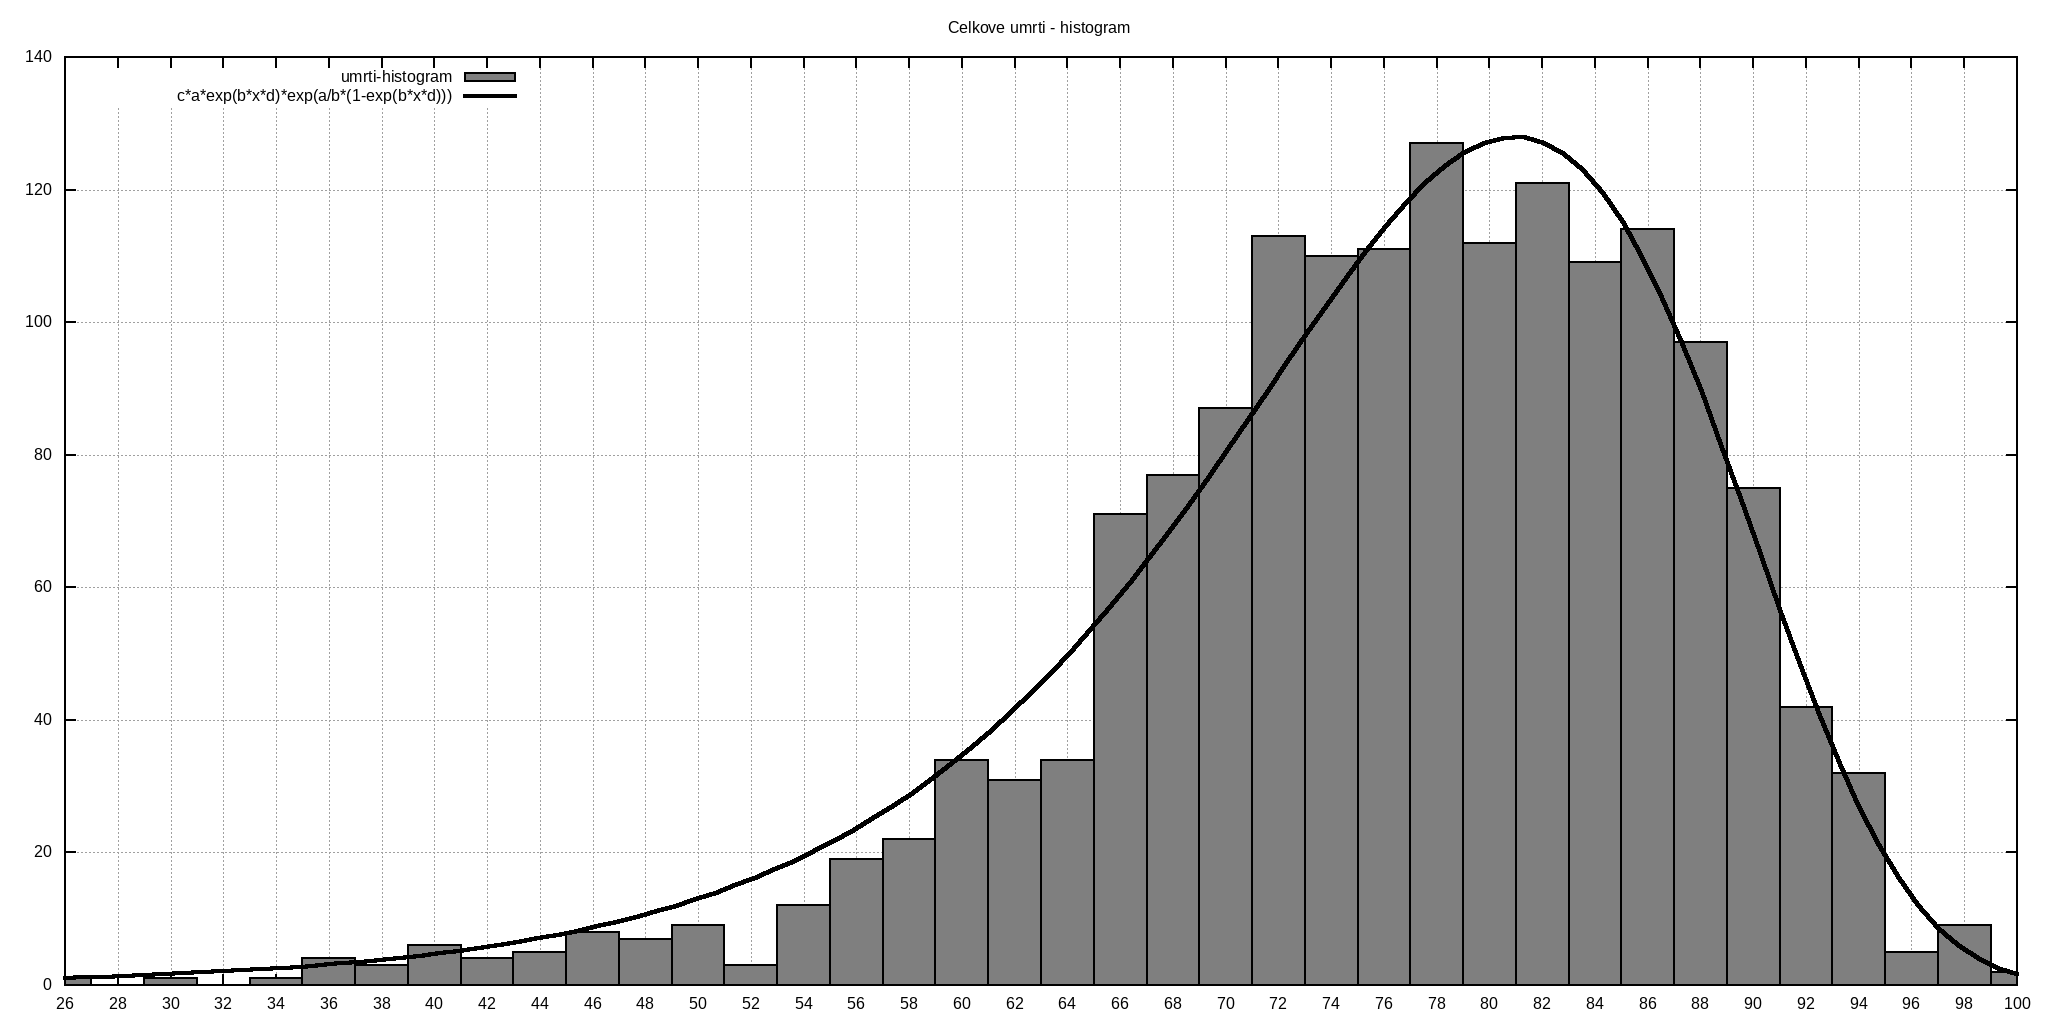 Celkove umrti - histogram
umrti-histogram
c*a*exp(b*x*d)*exp(a/b*(1-exp(b*x*d)))
140
120
100
80
60
40
20
0
26 28 30 32 34 36 38 40 42 44 46 48 50 52 54 56 58 60 62 64 66 68 70 72 74 76 78 80 82 84 86 88 90 92 94 96 98 100